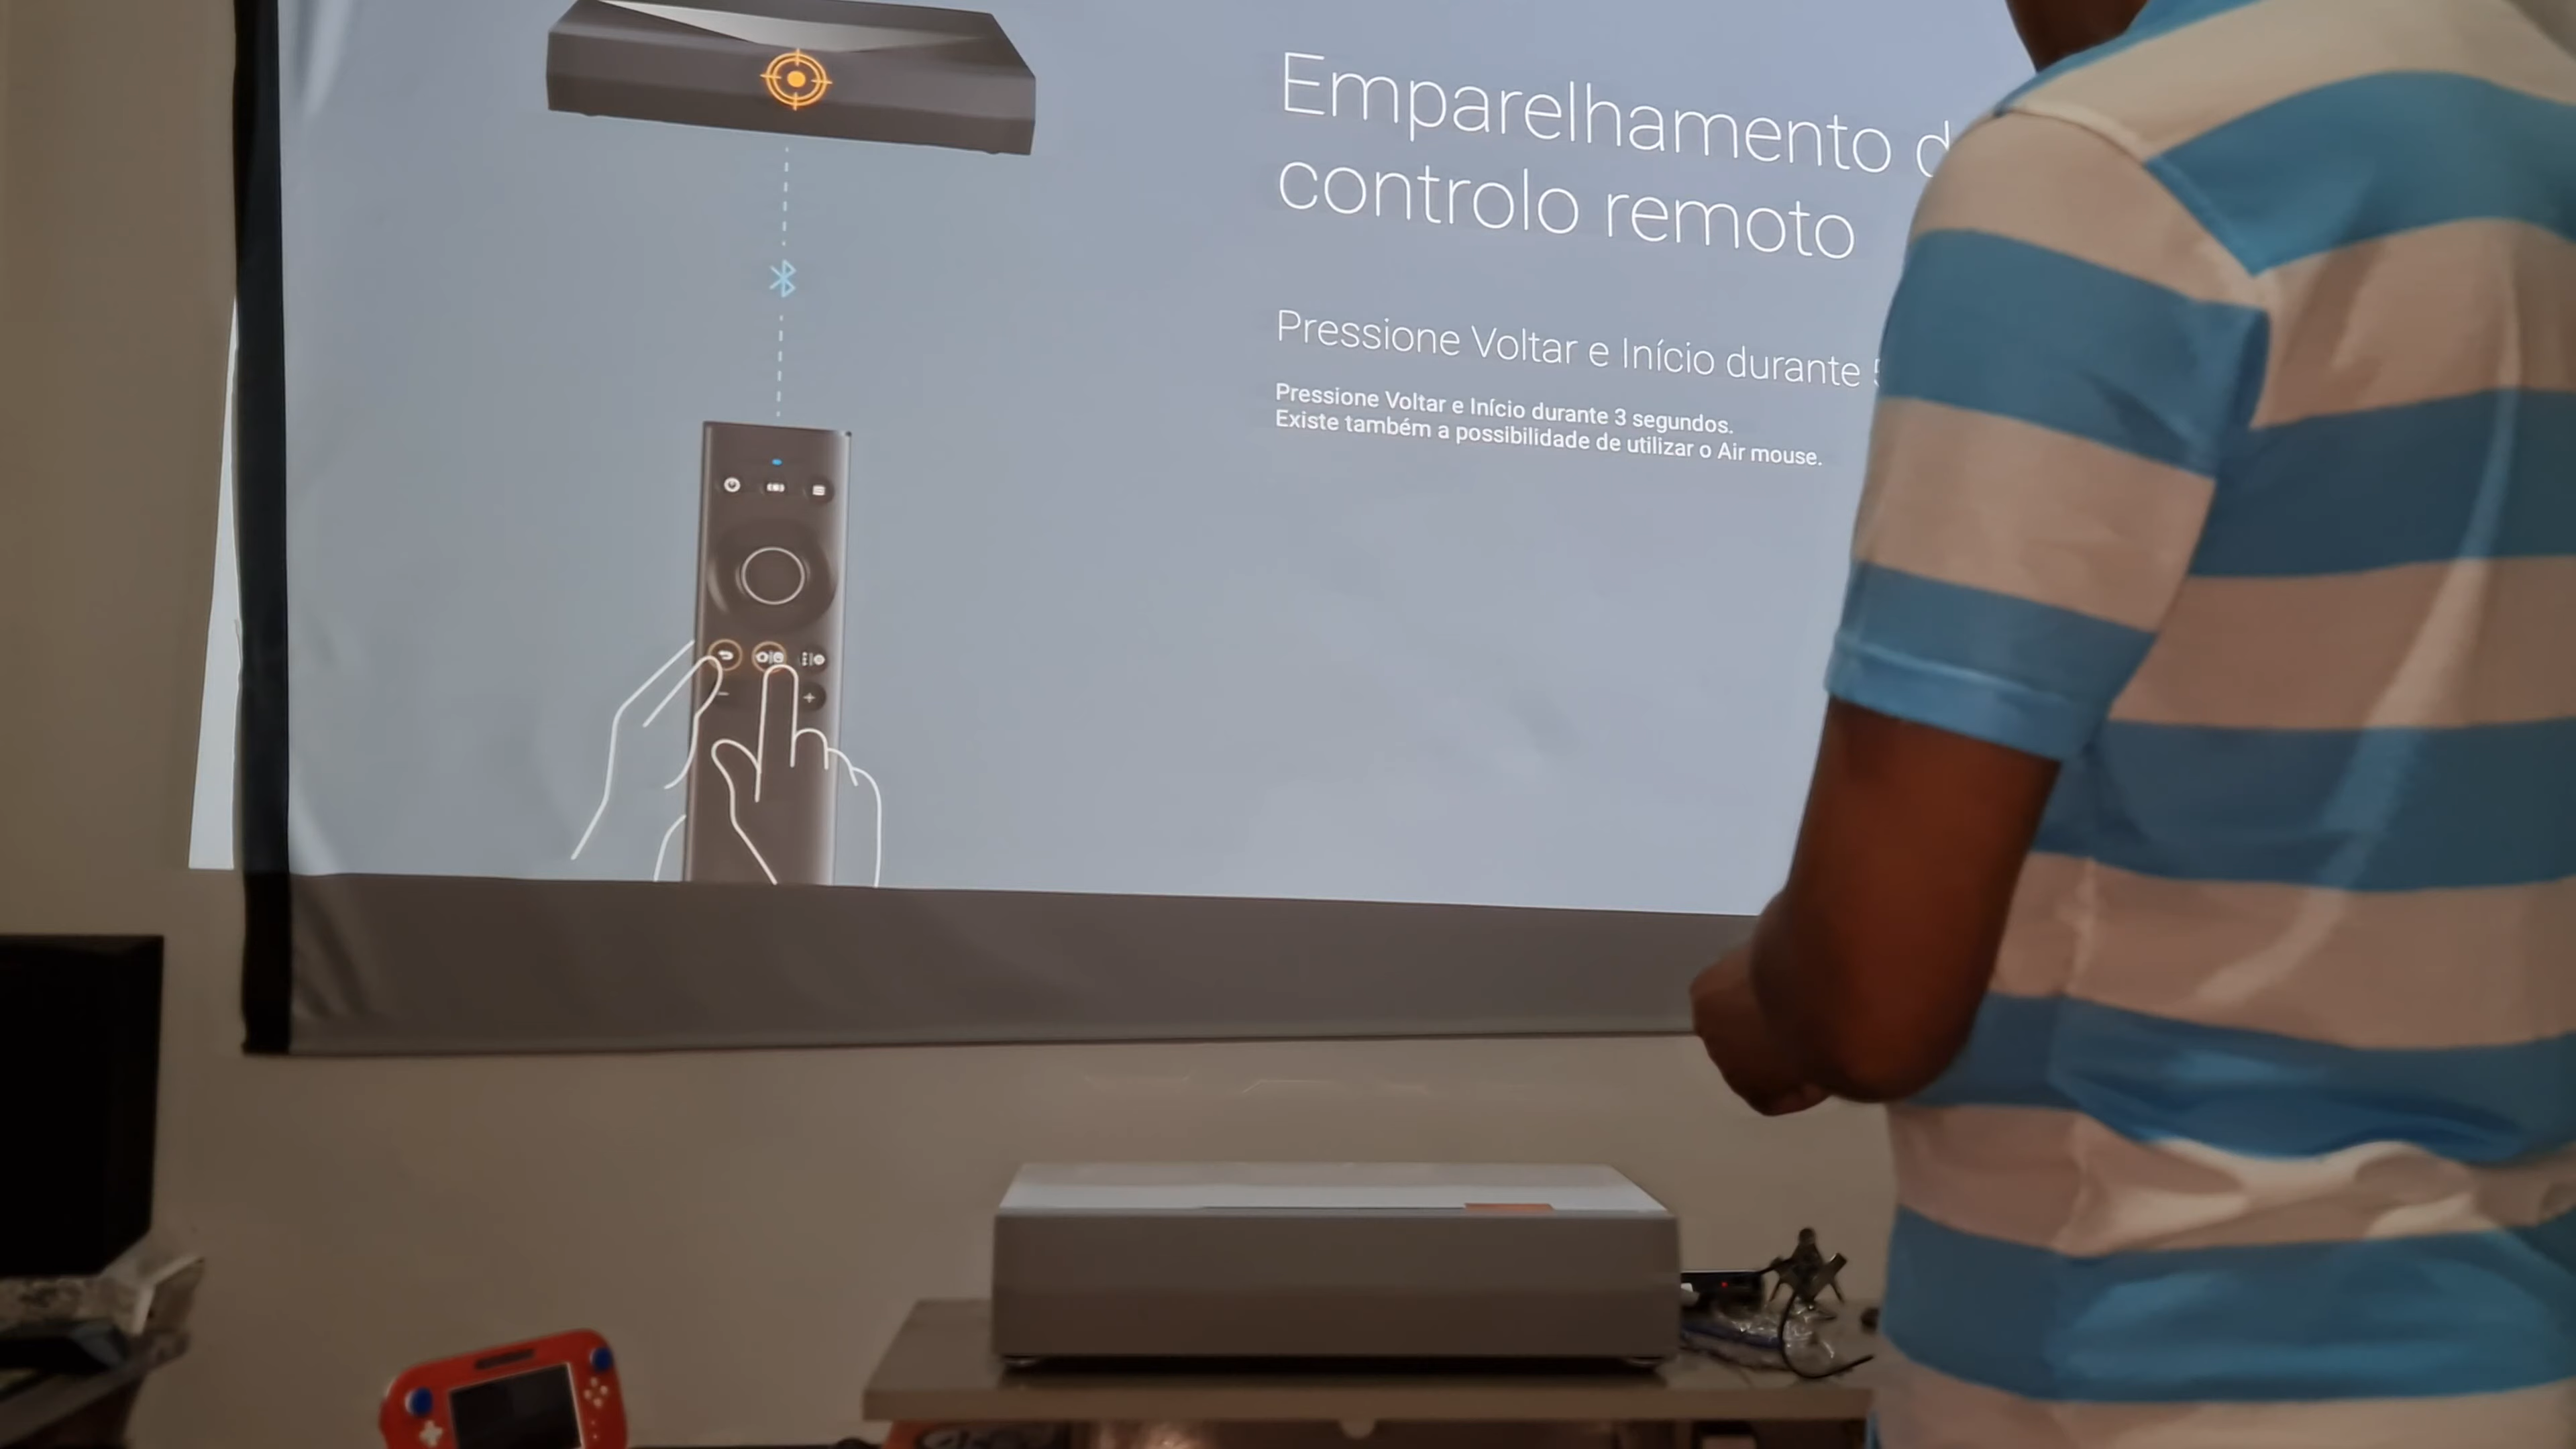 Emparelhamento
controlo remoto
Pressione Voltar e Início durante
Pressione Voltar e Início durante 3 segundos.
Existe também a possibilidade de utilizar o Air mouse.